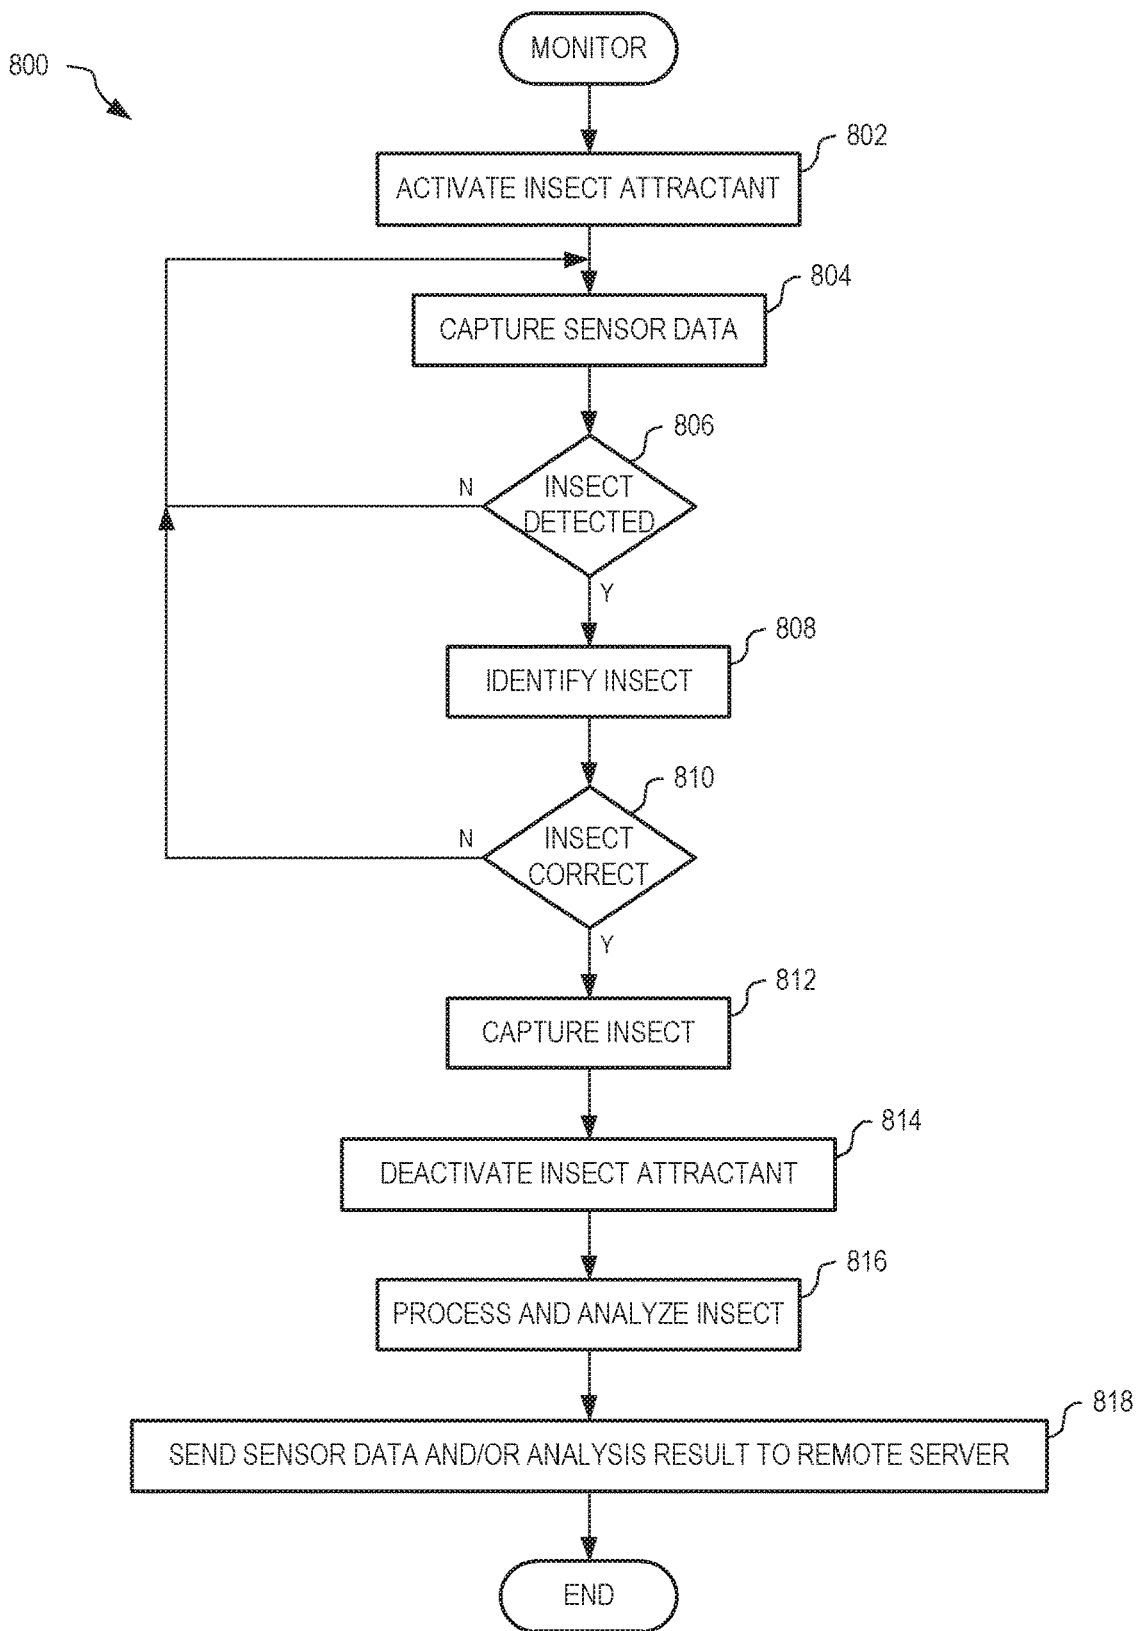 MONITOR
800
802
ACTIVATE INSECT ATTRACTANT
804
CAPTURE SENSOR DATA
806
N
INSECT
DETECTED
Y
808
IDENTIFY INSECT
810
N
INSECT
CORRECT
Y
812
CAPTURE INSECT
814
DEACTIVATE INSECT ATTRACTANT
816
PROCESS AND ANALYZE INSECT
818
SEND SENSOR DATA AND/OR ANALYSIS RESULT TO REMOTE SERVER
END